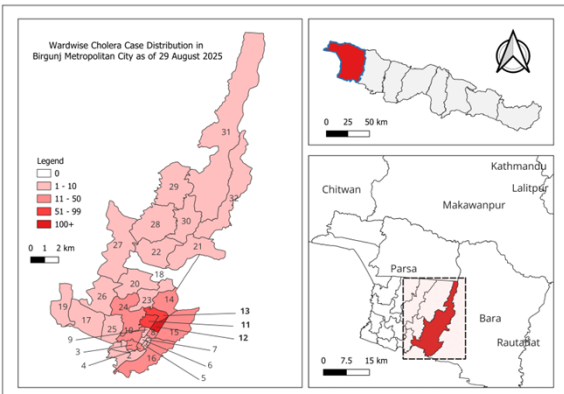 Wardwise Cholera Case Distribution in
Birgunj Metropolitan City as of 29 August 2025
31
Legend
0
1 - 10
11 - 50
51 - 99
100+
0 1 2 km
29
32
30
28
21
27
22
18
20
26
19
23
14
24
17
13
25
10
11
15
12
9
3
7
2
16
4
6
5
0 25 50 km
Kathmandu
Lalitpur
Chitwan
Makawanpur
Parsa
Bara
Rautahat
0 7.5 15 km